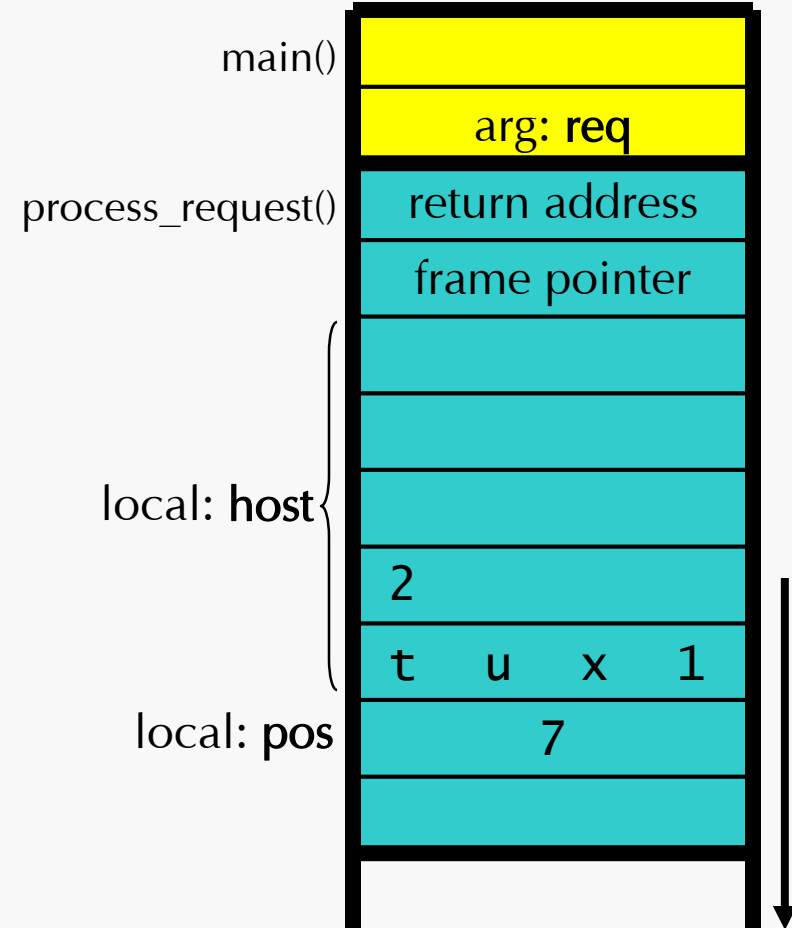 main()
arg: req
process_request()
return address
frame pointer
local: host
2
t u x 1
local: pos
7